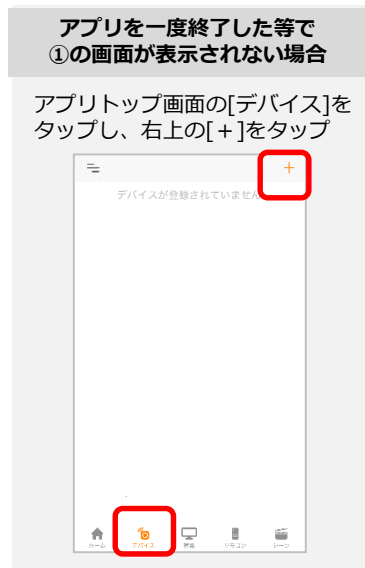 アプリを一度終了した等で
①の画面が表示されない場合
アプリトップ画面の[デバイス]を
タップし、右上の[+]をタップ
デバイスが登録されていません
ホーム
デバイス
家電
リモコン
シーン